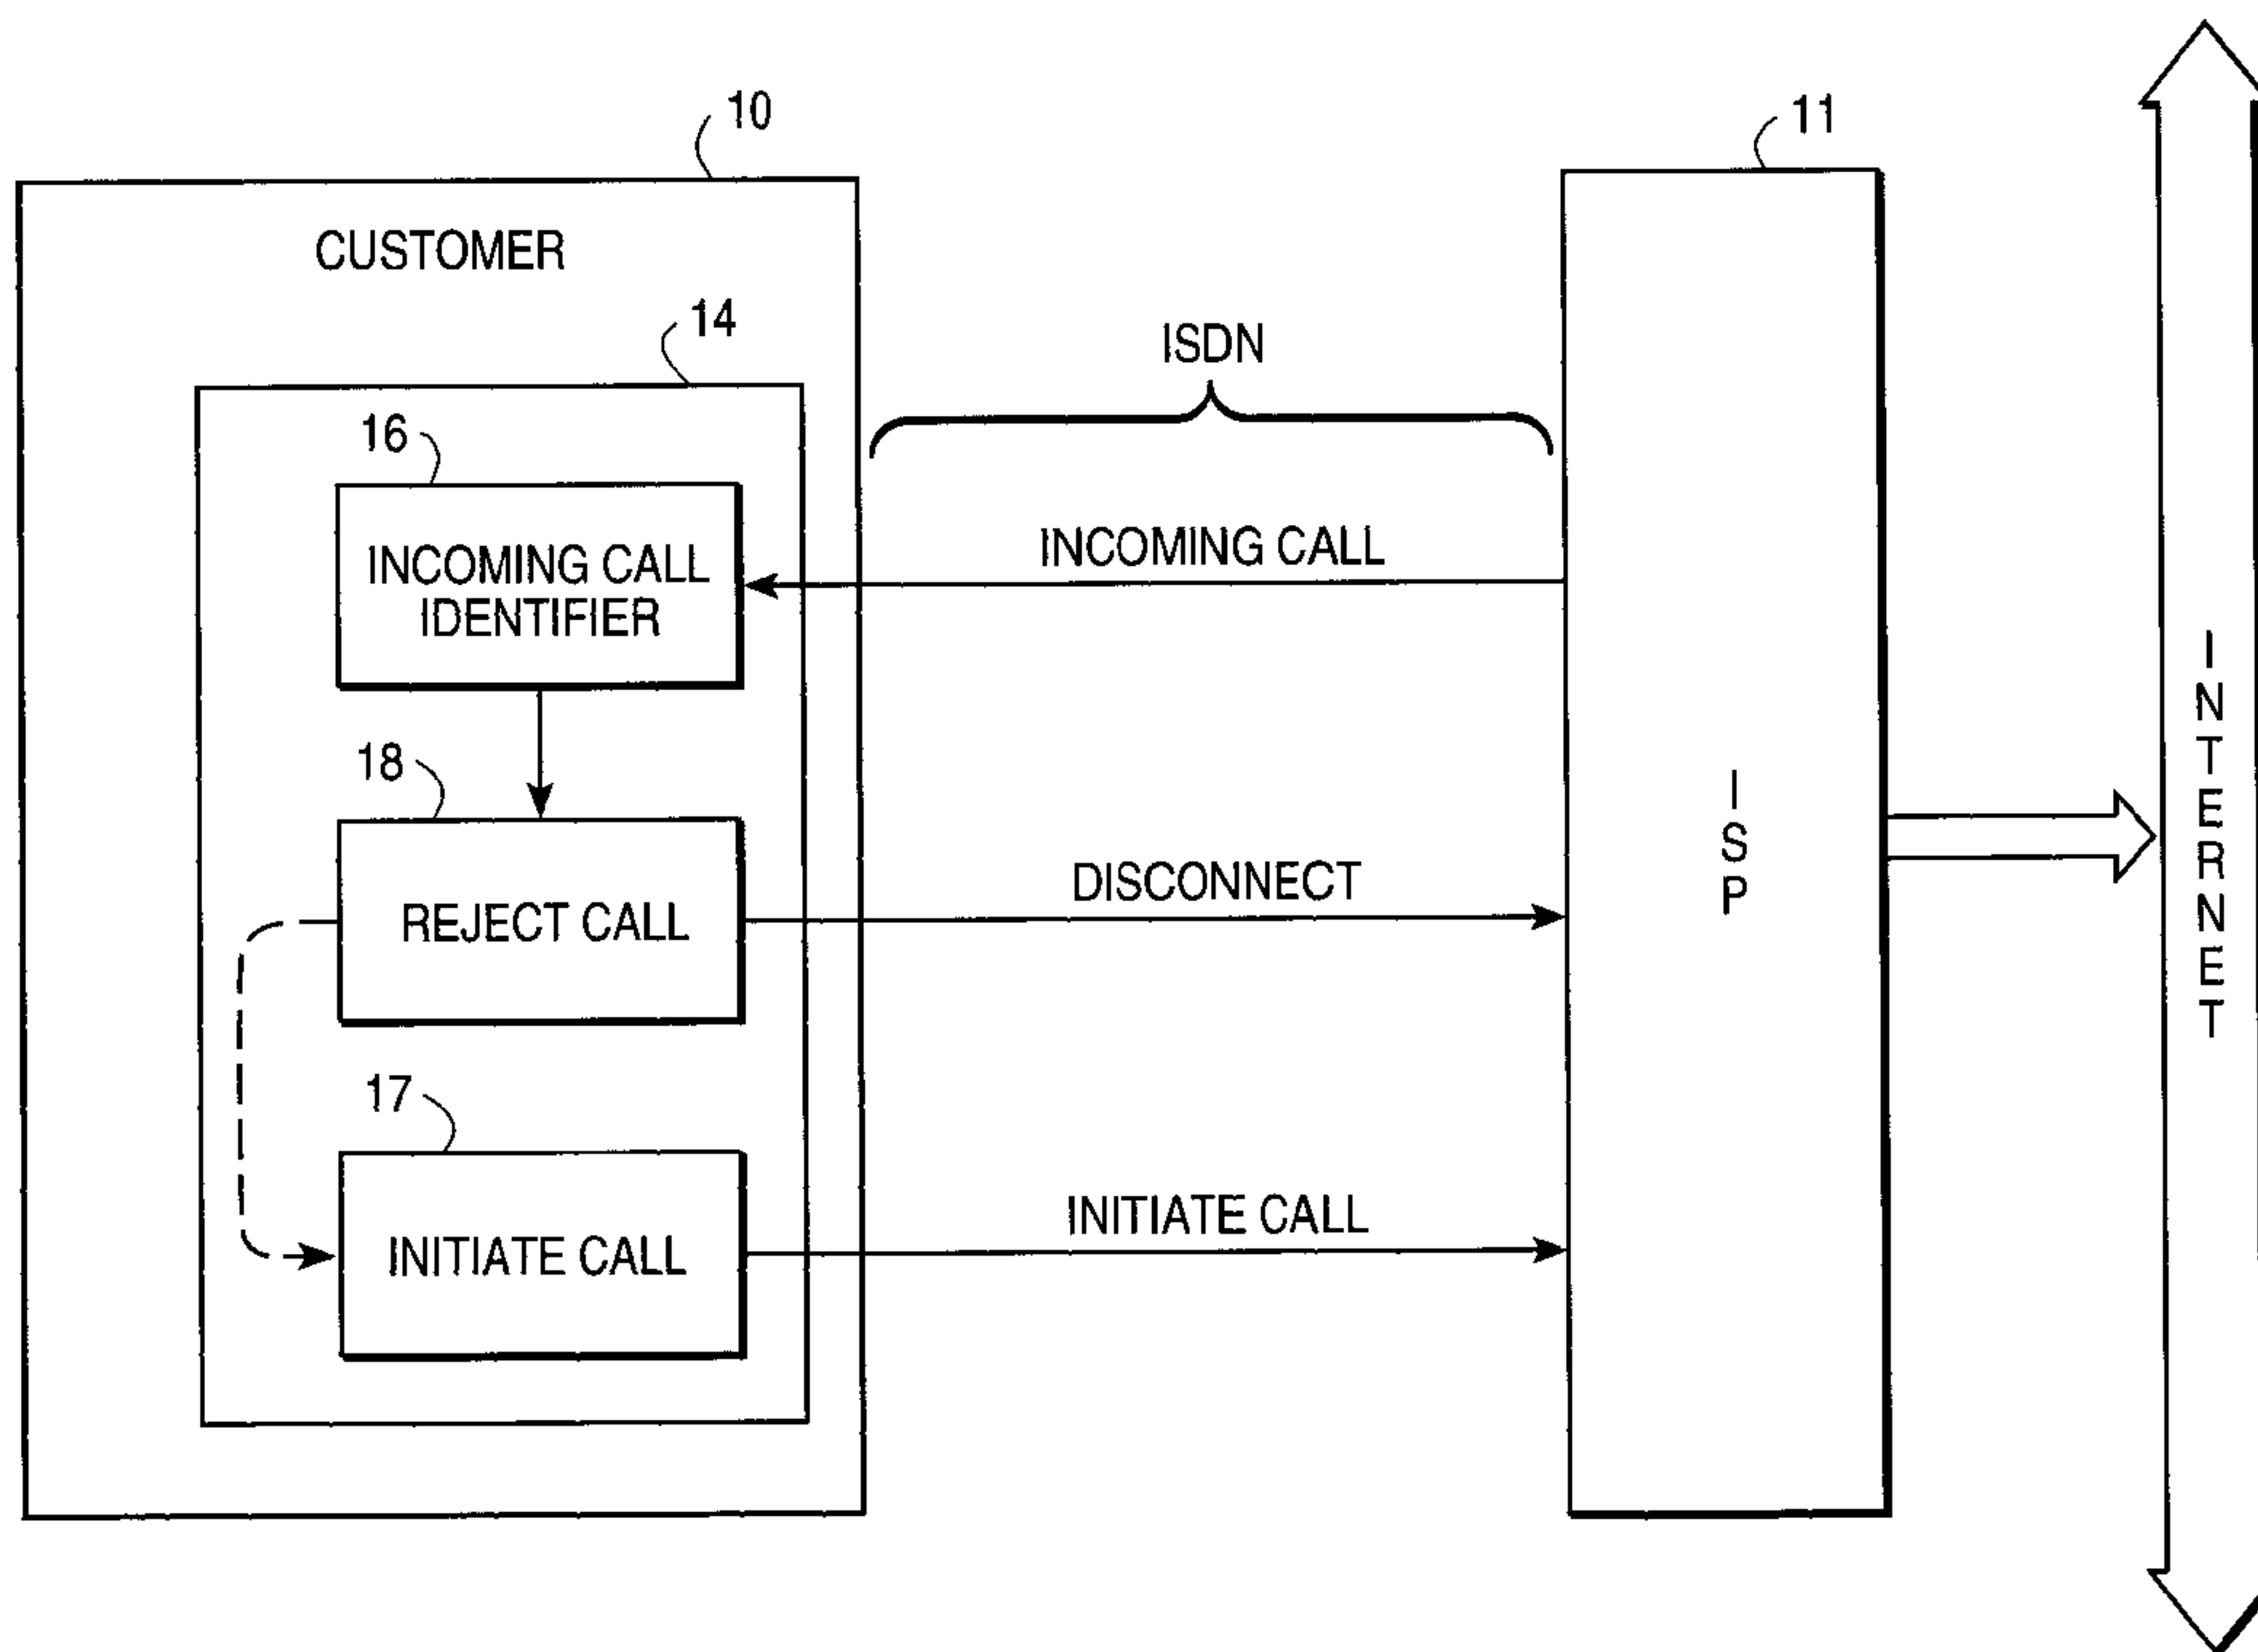 10
11
CUSTOMER
14
ISDN
16
INCOMING CALL
IDENTIFIER
INCOMING CALL
18
REJECT CALL
DISCONNECT
17
INITIATE CALL
INITIATE CALL
ISP
INTERNET